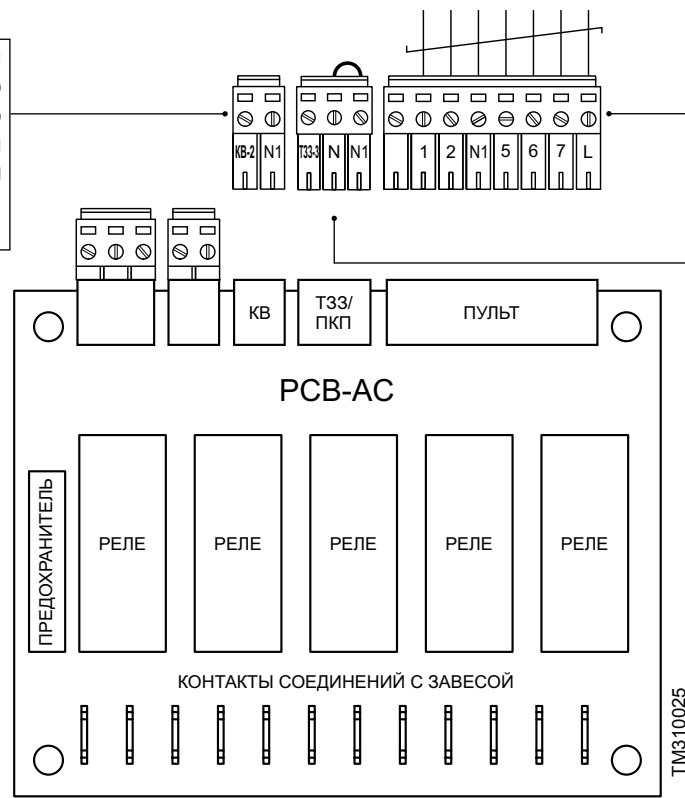 КВ-2 N1 ТЗЗ-3 N N1 1 2 N1 5 6 7 L
КВ
ТЗЗ/
ПКП
ПУЛЬТ
PCB-AC
ПРЕДОХРАНИТЕЛЬ
РЕЛЕ РЕЛЕ РЕЛЕ РЕЛЕ РЕЛЕ
КОНТАКТЫ СОЕДИНЕНИЙ С ЗАВЕСОЙ
TM310025